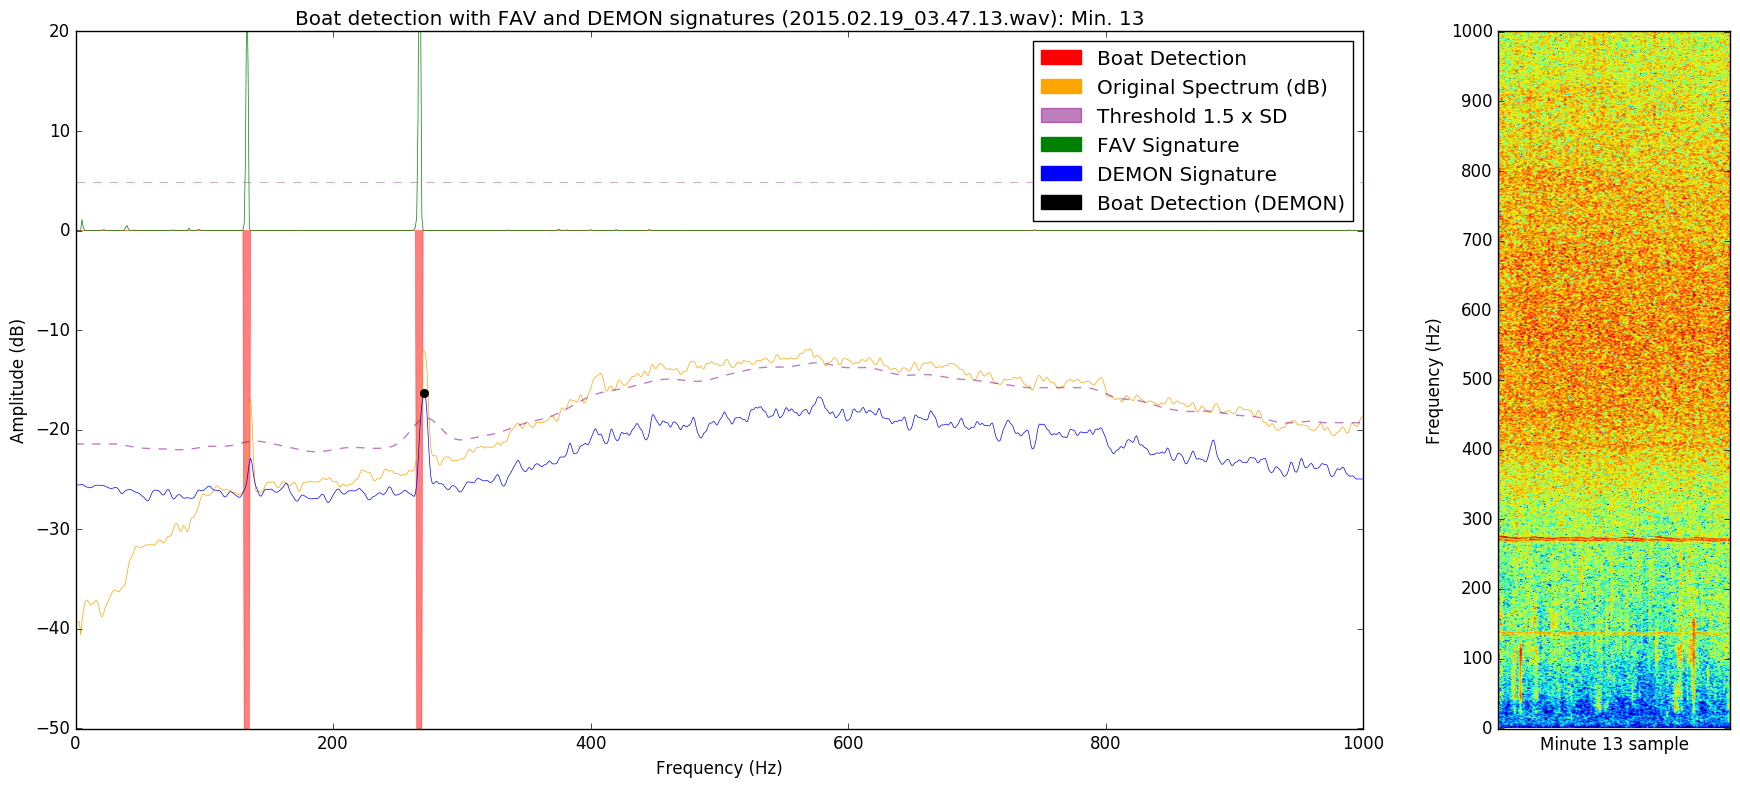 Boat detection with FAV and DEMON signatures (2015.02.19_03.47.13.wav): Min. 13
Boat Detection
Original Spectrum (dB)
Threshold 1.5 x SD
FAV Signature
DEMON Signature
Boat Detection (DEMON)
20
10
0
−10
−20
−30
−40
−50
Amplitude (dB)
0 200 400 600 800 1000
Frequency (Hz)
1000
900
800
700
600
500
400
300
200
100
0
Frequency (Hz)
Minute 13 sample